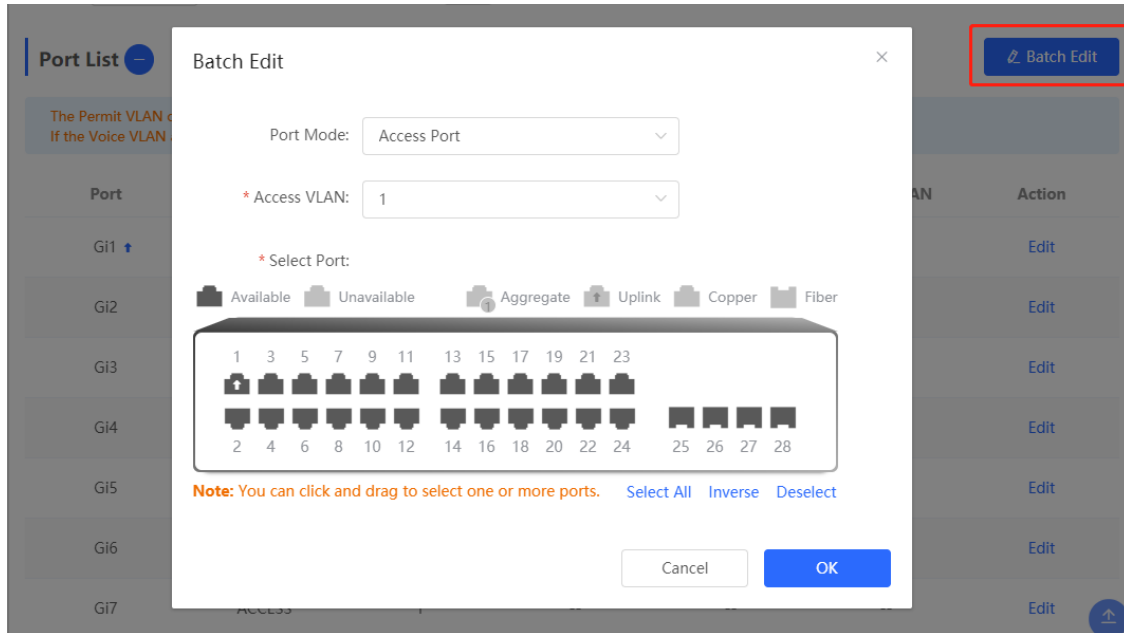 Port List
Batch Edit
Batch Edit
The Permit VLAN
If the Voice VLAN
Port Mode: Access Port
Port
* Access VLAN: 1
Action
Gi1
Edit
* Select Port:
Available Unavailable 1 Aggregate Uplink Copper Fiber
Gi2
Edit
1 3 5 7 9 11 13 15 17 19 21 23
Gi3
Edit
Gi4
Edit
2 4 6 8 10 12 14 16 18 20 22 24 25 26 27 28
Gi5
Note: You can click and drag to select one or more ports. Select All Inverse Deselect
Edit
Gi6
Edit
Cancel OK
Gi7
ACCESS
Edit